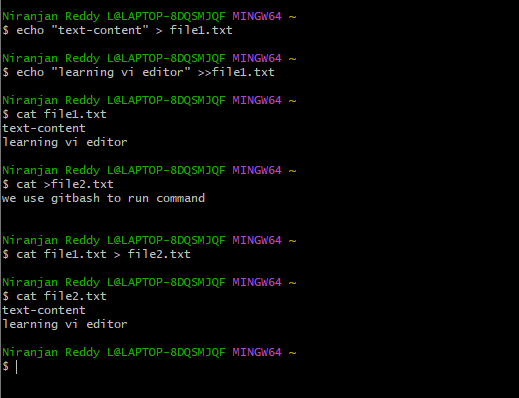 Niranjan Reddy L@LAPTOP-8DQSMJQF MINGW64 ~
$ echo "text-content" > file1.txt
Niranjan Reddy L@LAPTOP-8DQSMJQF MINGW64 ~
$ echo "learning vi editor" >>file1.txt
Niranjan Reddy L@LAPTOP-8DQSMJQF MINGW64 ~
$ cat file1.txt
text-content
learning vi editor
Niranjan Reddy L@LAPTOP-8DQSMJQF MINGW64 ~
$ cat >file2.txt
we use gitbash to run command
Niranjan Reddy L@LAPTOP-8DQSMJQF MINGW64 ~
$ cat file1.txt > file2.txt
Niranjan Reddy L@LAPTOP-8DQSMJQF MINGW64 ~
$ cat file2.txt
text-content
learning vi editor
Niranjan Reddy L@LAPTOP-8DQSMJQF MINGW64 ~
$